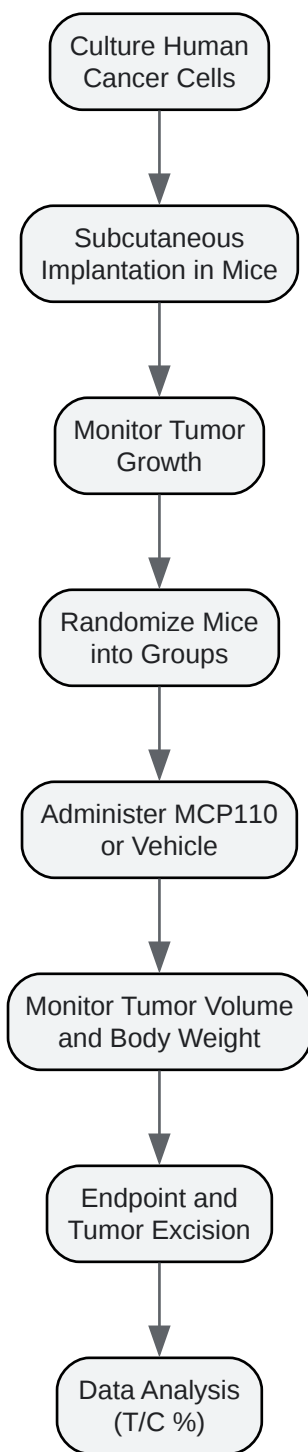 Culture Human
Cancer Cells
Subcutaneous
Implantation in Mice
Monitor Tumor
Growth
Randomize Mice
into Groups
Administer MCP110
or Vehicle
Monitor Tumor Volume
and Body Weight
Endpoint and
Tumor Excision
Data Analysis
(T/C %)